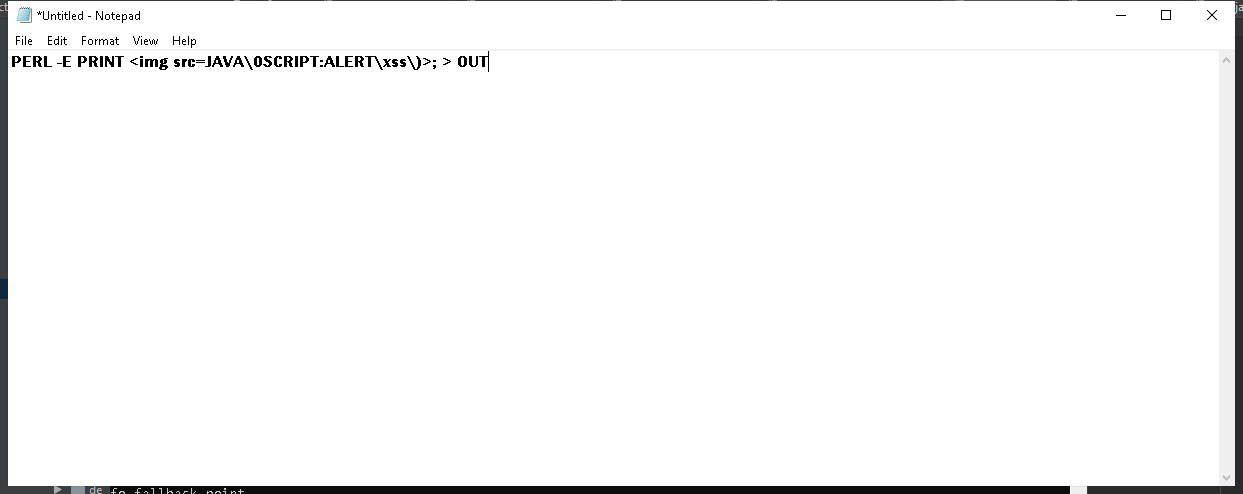 *Untitled - Notepad
File Edit Format View Help
PERL -E PRINT <img src=JAVA\0SCRIPT:ALERT\xss\)>; > OUT
de fo fallback point